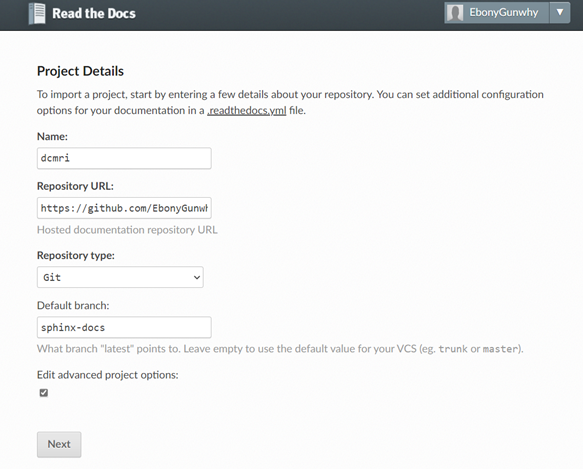 Read the Docs
EbonyGunwhy
Project Details
To import a project, start by entering a few details about your repository. You can set additional configuration
options for your documentation in a .readthedocs.yml file.
Name:
dcmri
Repository URL:
https://github.com/EbonyGunwh
Hosted documentation repository URL
Repository type:
Git
Default branch:
sphinx-docs
What branch "latest" points to. Leave empty to use the default value for your VCS (eg. trunk or master).
Edit advanced project options:
Next